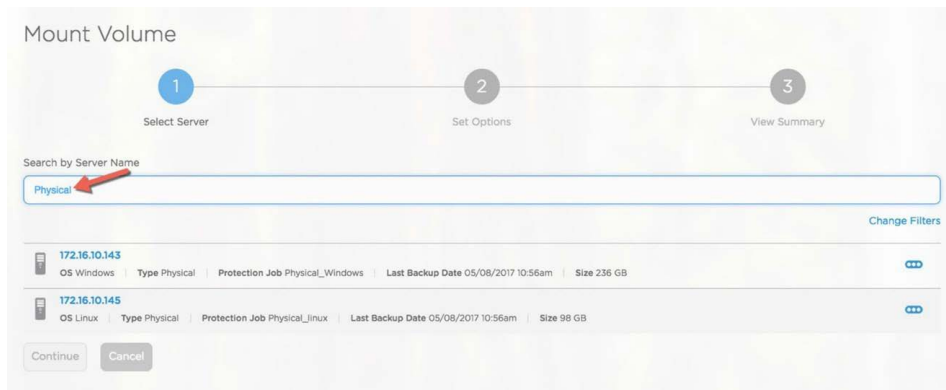 Mount Volume
1 2 3
Select Server Set Options View Summary
Search by Server Name
Physical
Change Filters
172.16.10.143
OS Windows Type Physical Protection Job Physical_Windows Last Backup Date 05/08/2017 10:56am Size 236 GB
172.16.10.145
OS Linux Type Physical Protection Job Physical_linux Last Backup Date 05/08/2017 10:56am Size 98 GB
Continue Cancel